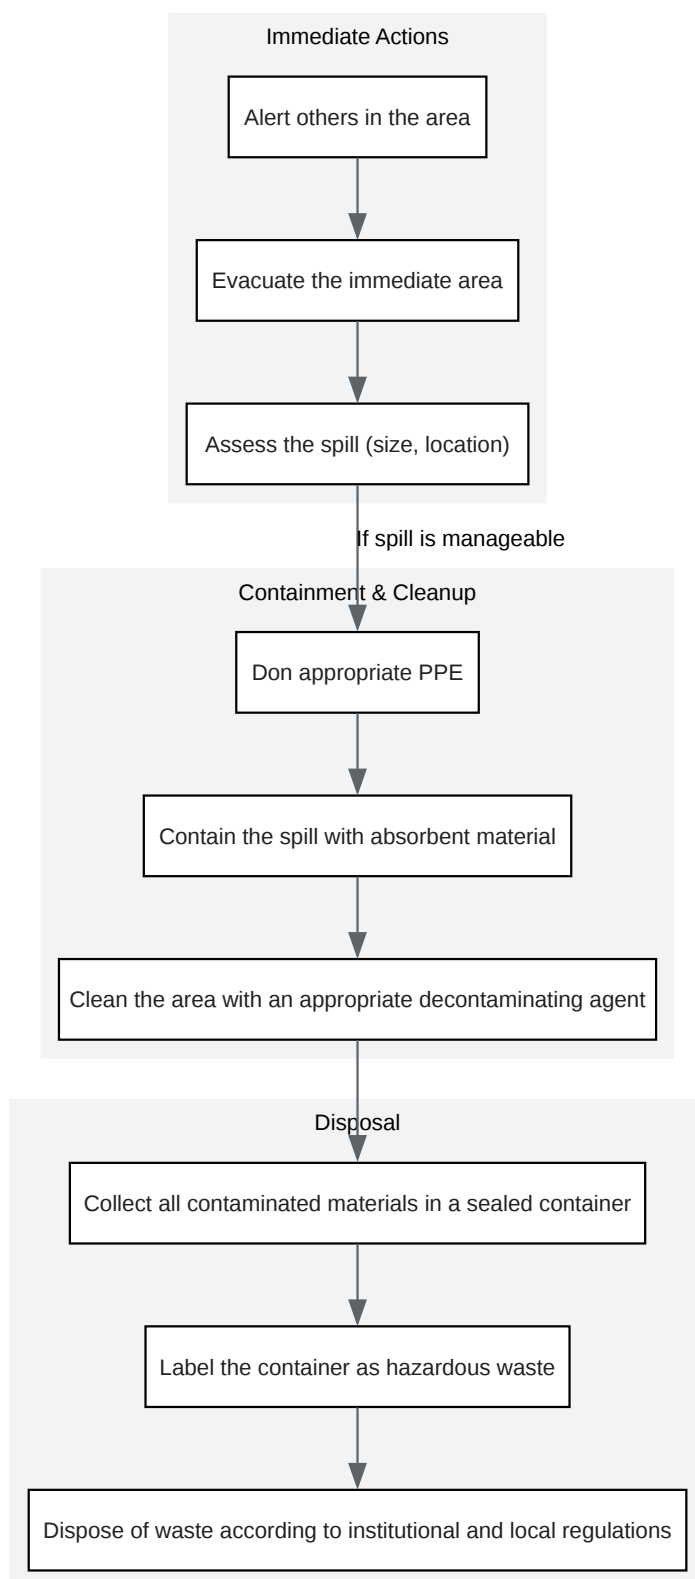 Immediate Actions
Alert others in the area
Evacuate the immediate area
Assess the spill (size, location)
If spill is manageable
Containment & Cleanup
Don appropriate PPE
Contain the spill with absorbent material
Clean the area with an appropriate decontaminating agent
Disposal
Collect all contaminated materials in a sealed container
Label the container as hazardous waste
Dispose of waste according to institutional and local regulations